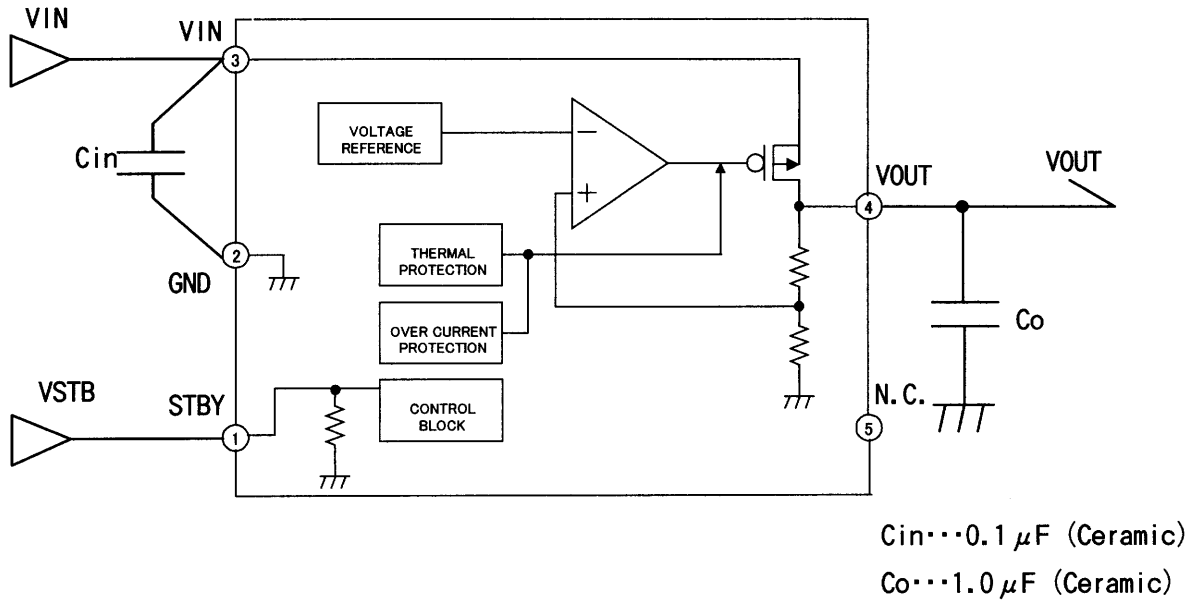 VIN
VIN
3
VOLTAGE
REFERENCE
−
+
Cin
VOUT
VOUT
4
2
GND
THERMAL
PROTECTION
OVER CURRENT
PROTECTION
Co
VSTB
STBY
1
CONTROL
BLOCK
N.C.
5
Cin···0.1μF (Ceramic)
Co···1.0μF (Ceramic)